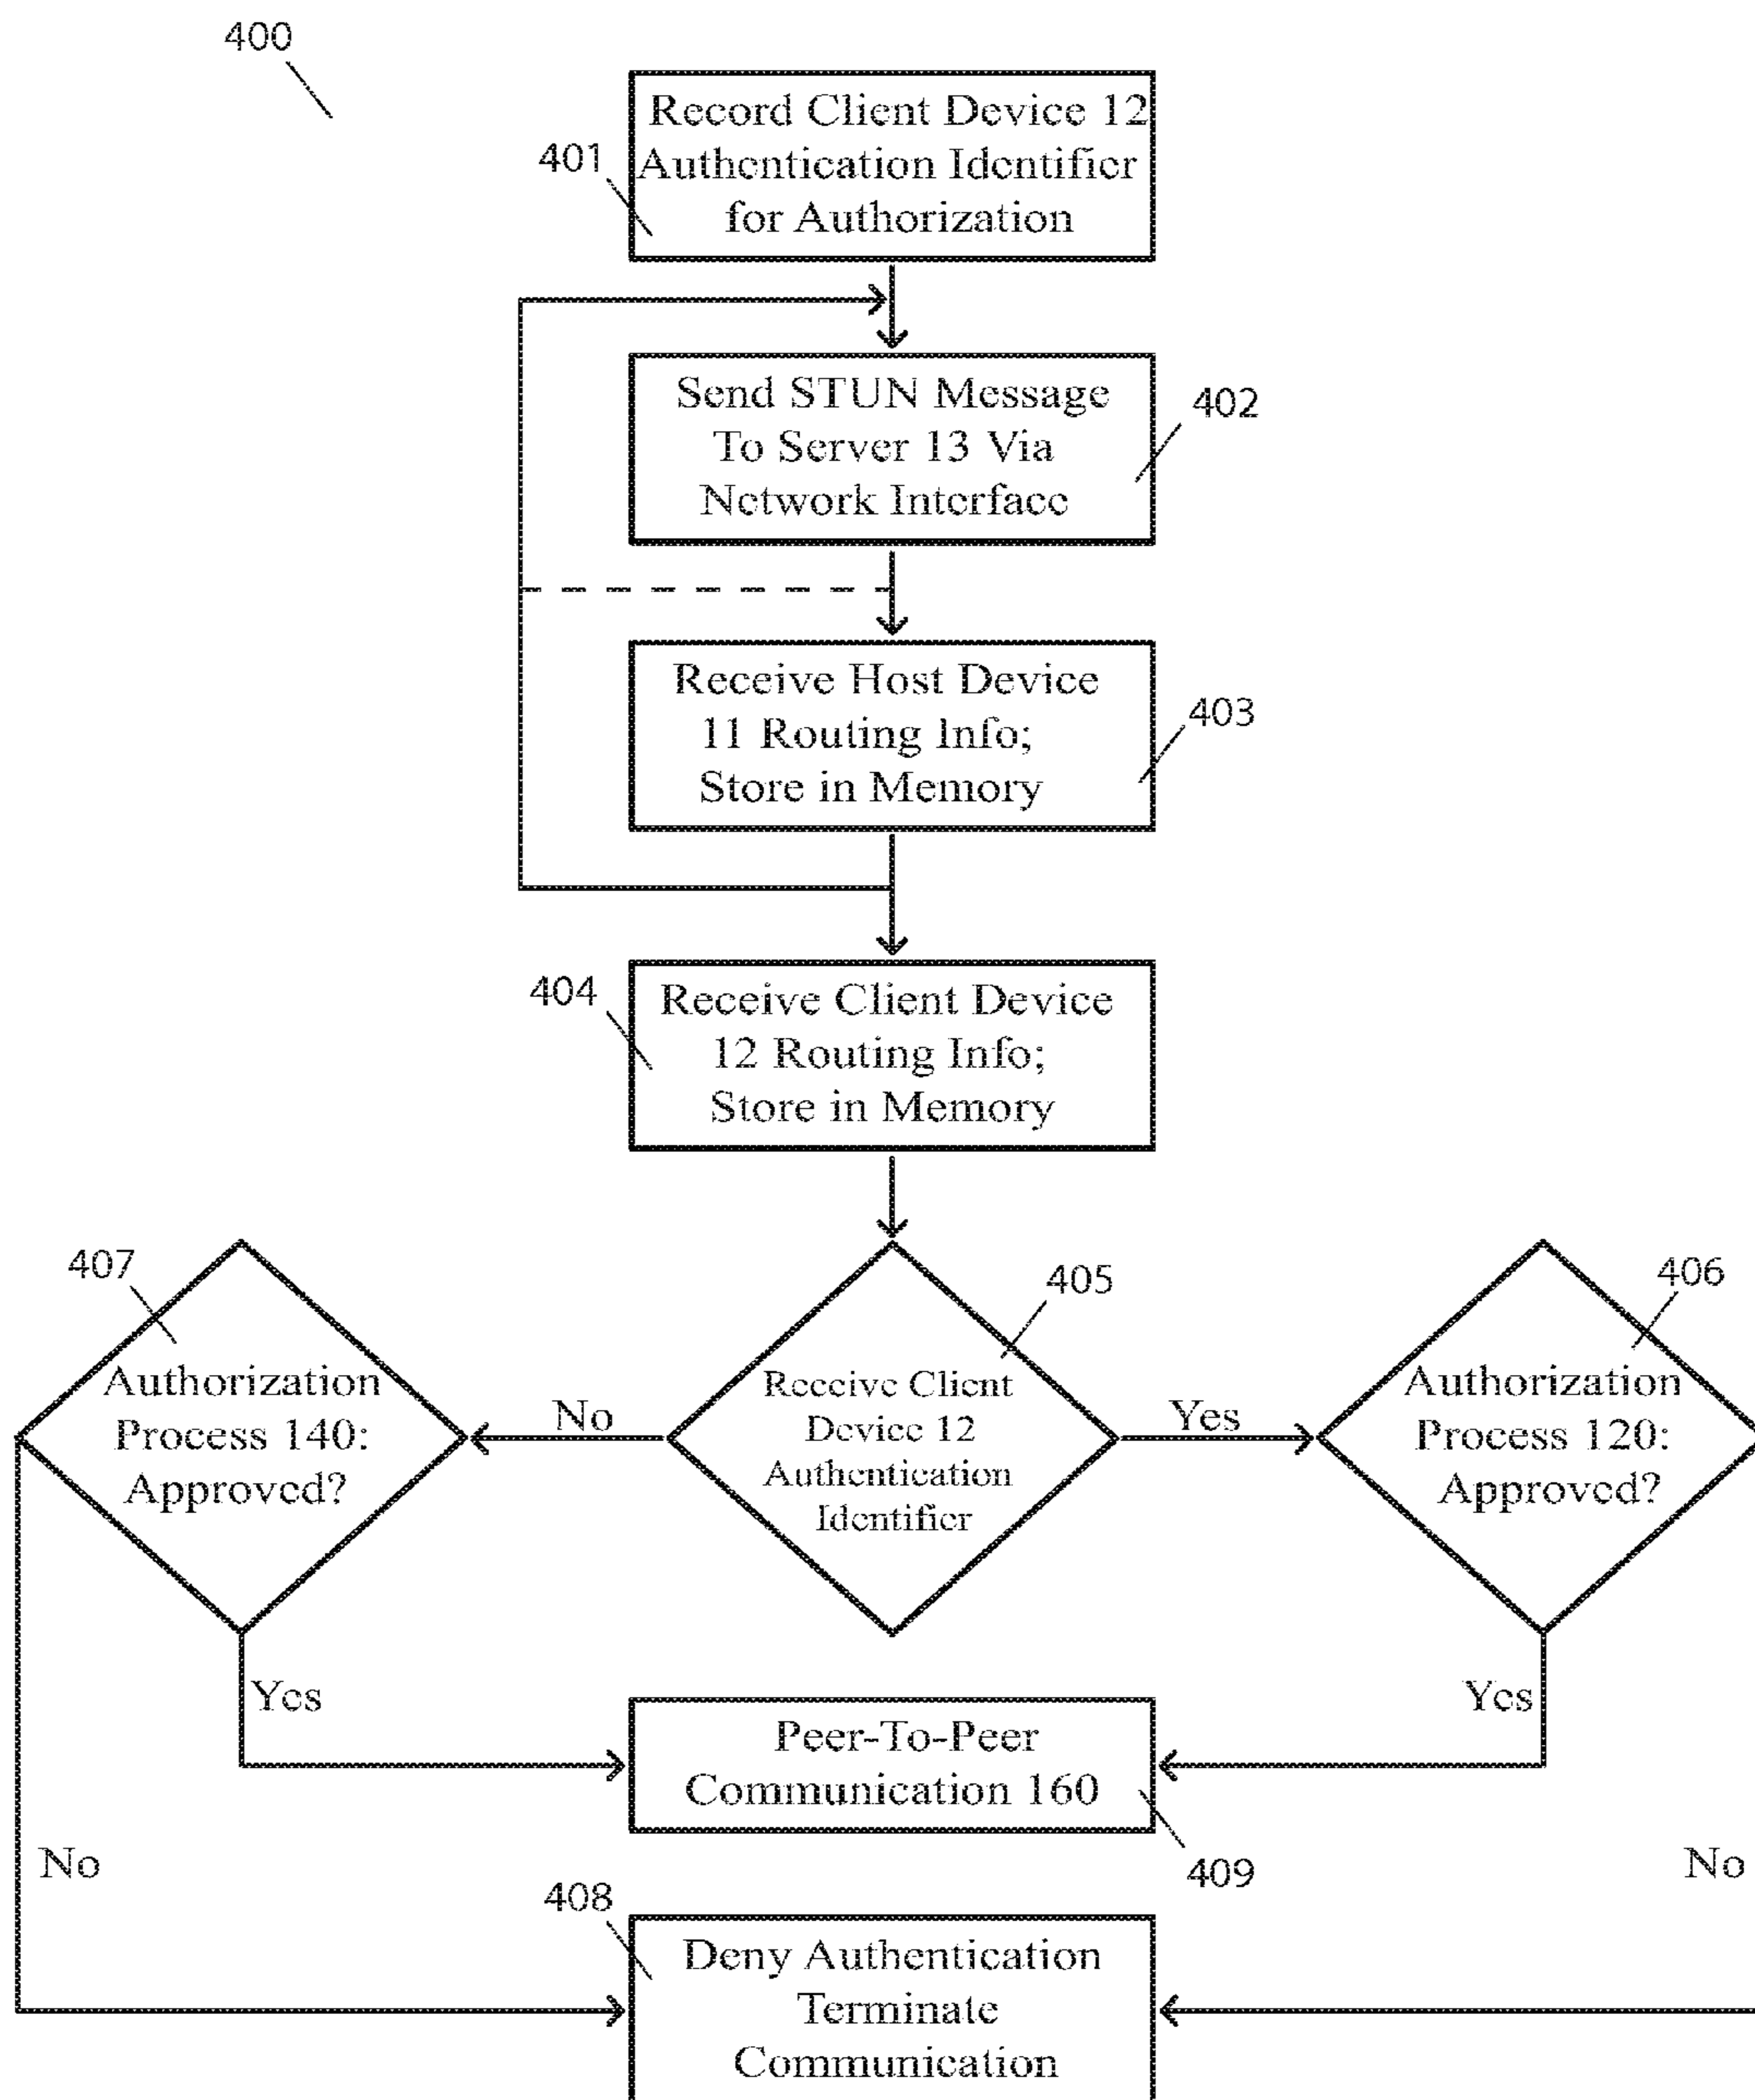 400
Record Client Device 12
Authentication Identifier
for Authorization
401
Send STUN Message
To Server 13 Via
Network Interface
402
Receive Host Device
11 Routing Info;
Store in Memory
403
404
Receive Client Device
12 Routing Info;
Store in Memory
407
Authorization
Process 140:
Approved?
No
405
Receive Client
Device 12
Authentication
Identifier
Yes
406
Authorization
Process 120:
Approved?
Yes
Yes
Peer-To-Peer
Communication 160
409
No
No
408
Deny Authentication
Terminate
Communication